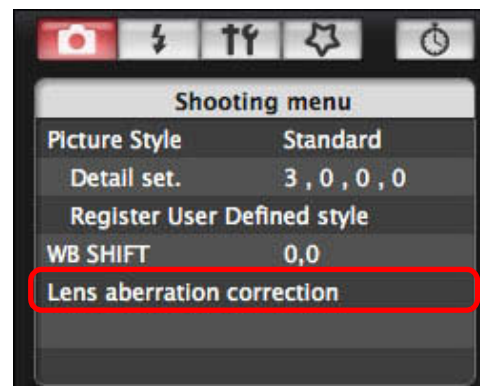 Shooting menu
Picture Style Standard
Detail set. 3 , 0 , 0 , 0
Register User Defined style
WB SHIFT 0,0
Lens aberration correction